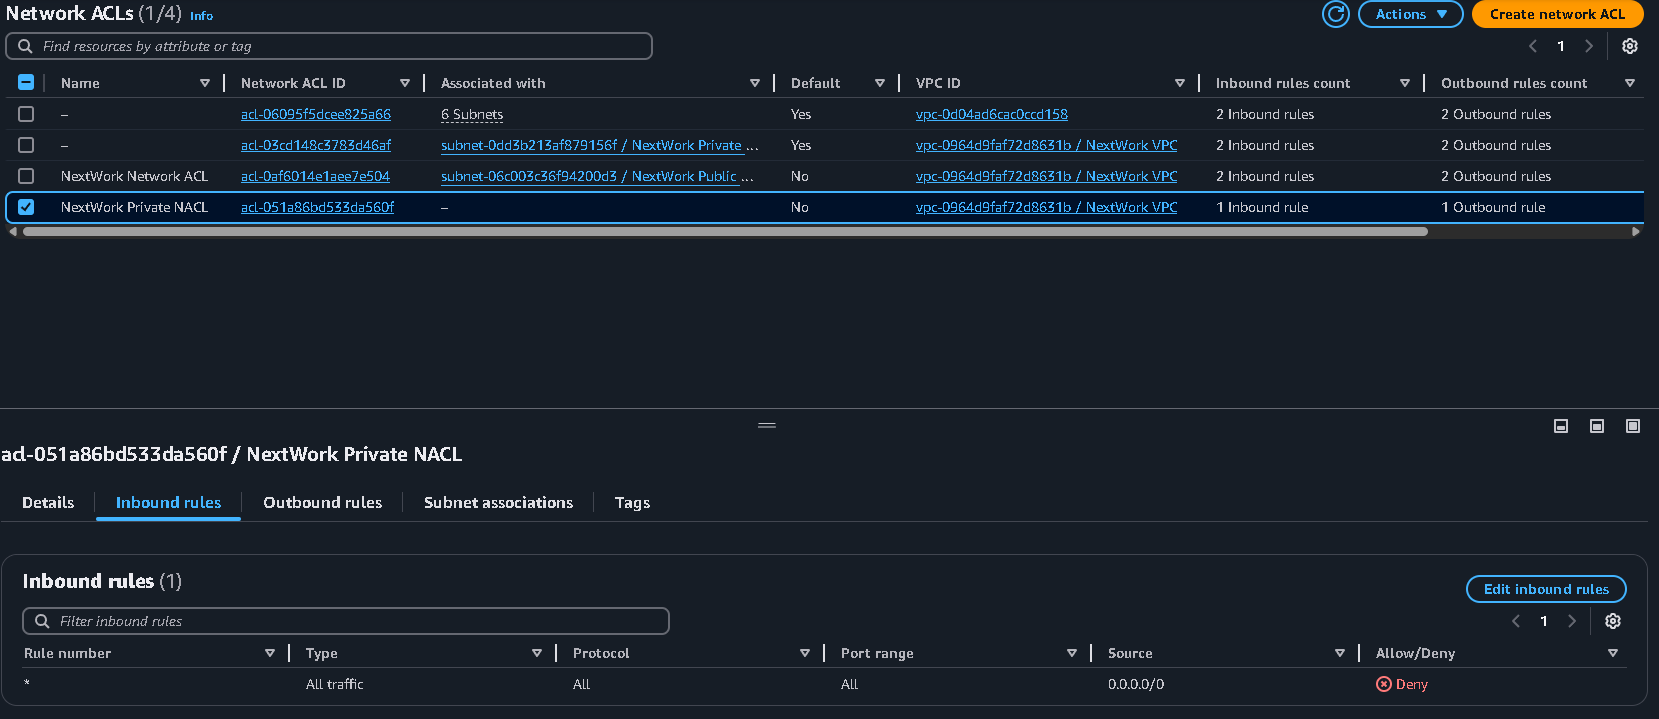 Network ACLs (1/4) Info
Actions
Create network ACL
Find resources by attribute or tag
1
Name Network ACL ID Associated with Default VPC ID Inbound rules count Outbound rules count
– acl-06095f5dcee825a66 6 Subnets Yes vpc-0d04ad6cac0ccd158 2 Inbound rules 2 Outbound rules
– acl-03cd148c3783d46af subnet-0dd3b213af879156f / NextWork Private ... Yes vpc-0964d9faf72d8631b / NextWork VPC 2 Inbound rules 2 Outbound rules
NextWork Network ACL acl-0af6014e1aee7e504 subnet-06c003c36f94200d3 / NextWork Public ... No vpc-0964d9faf72d8631b / NextWork VPC 2 Inbound rules 2 Outbound rules
NextWork Private NACL acl-051a86bd533da560f – No vpc-0964d9faf72d8631b / NextWork VPC 1 Inbound rule 1 Outbound rule
acl-051a86bd533da560f / NextWork Private NACL
Details Inbound rules Outbound rules Subnet associations Tags
Inbound rules (1)
Edit inbound rules
Filter inbound rules
1
Rule number Type Protocol Port range Source Allow/Deny
* All traffic All All 0.0.0.0/0 Deny